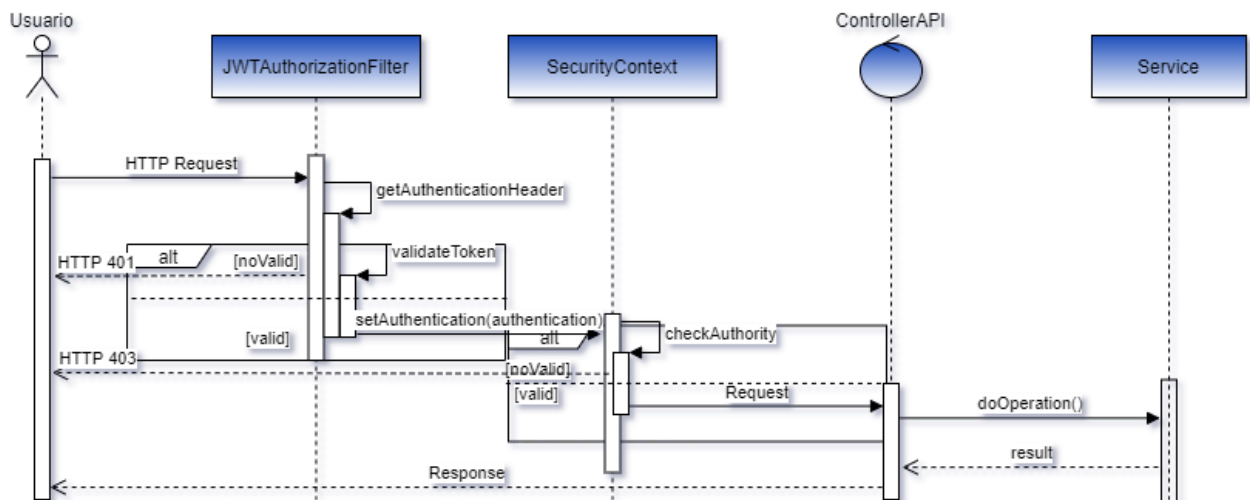 Usuario
ControllerAPI
JWTAuthorizationFilter
SecurityContext
Service
HTTP Request
getAuthenticationHeader
alt
validateToken
HTTP 401
[noValid]
setAuthentication(authentication)
[valid]
alt
checkAuthority
HTTP 403
[noValid]
[valid]
Request
doOperation()
result
Response